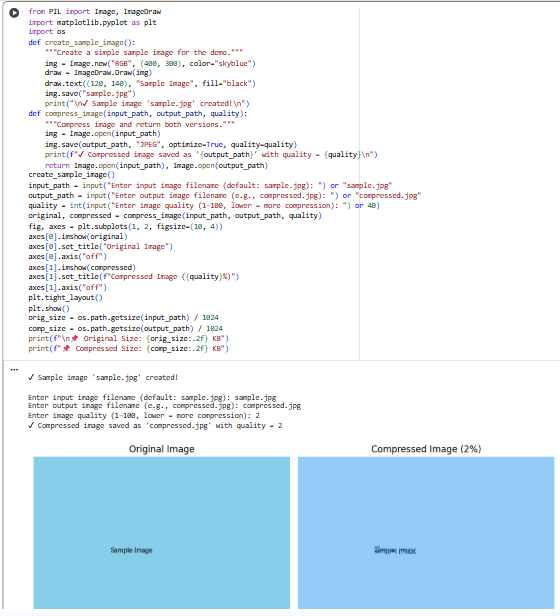 from PIL import Image, ImageDraw
import matplotlib.pyplot as plt
import os
def create_sample_image():
    """Create a simple sample image for the demo."""
    img = Image.new("RGB", (400, 300), color="skyblue")
    draw = ImageDraw.Draw(img)
    draw.text((120, 140), "Sample Image", fill="black")
    img.save("sample.jpg")
    print("\n✓ Sample image 'sample.jpg' created!\n")
def compress_image(input_path, output_path, quality):
    """Compress image and return both versions."""
    img = Image.open(input_path)
    img.save(output_path, "JPEG", optimize=True, quality=quality)
    print(f"✓ Compressed image saved as '{output_path}' with quality = {quality}\n")
    return Image.open(input_path), Image.open(output_path)
create_sample_image()
input_path = input("Enter input image filename (default: sample.jpg): ") or "sample.jpg"
output_path = input("Enter output image filename (e.g., compressed.jpg): ") or "compressed.jpg"
quality = int(input("Enter image quality (1-100, lower = more compression): ") or 40)
original, compressed = compress_image(input_path, output_path, quality)
fig, axes = plt.subplots(1, 2, figsize=(10, 4))
axes[0].imshow(original)
axes[0].set_title("Original Image")
axes[0].axis("off")
axes[1].imshow(compressed)
axes[1].set_title(f"Compressed Image ({quality}%)")
axes[1].axis("off")
plt.tight_layout()
plt.show()
orig_size = os.path.getsize(input_path) / 1024
comp_size = os.path.getsize(output_path) / 1024
print(f"\n📌 Original Size: {orig_size:.2f} KB")
print(f"📌 Compressed Size: {comp_size:.2f} KB")
...
✓ Sample image 'sample.jpg' created!
Enter input image filename (default: sample.jpg): sample.jpg
Enter output image filename (e.g., compressed.jpg): compressed.jpg
Enter image quality (1-100, lower = more compression): 2
✓ Compressed image saved as 'compressed.jpg' with quality = 2
Original Image
Compressed Image (2%)
Sample Image